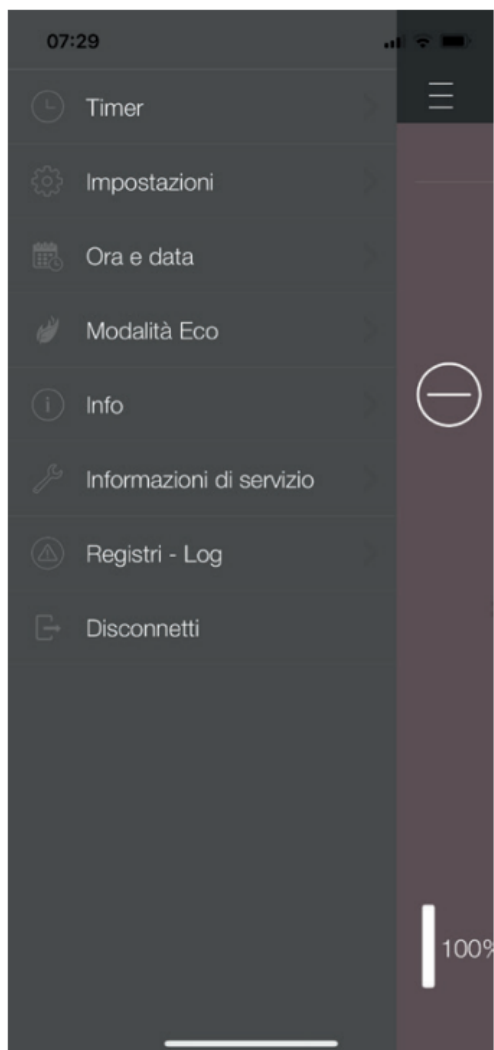 07:29
Timer
Impostazioni
Ora e data
Modalità Eco
Info
Informazioni di servizio
Registri - Log
Disconnetti
100%